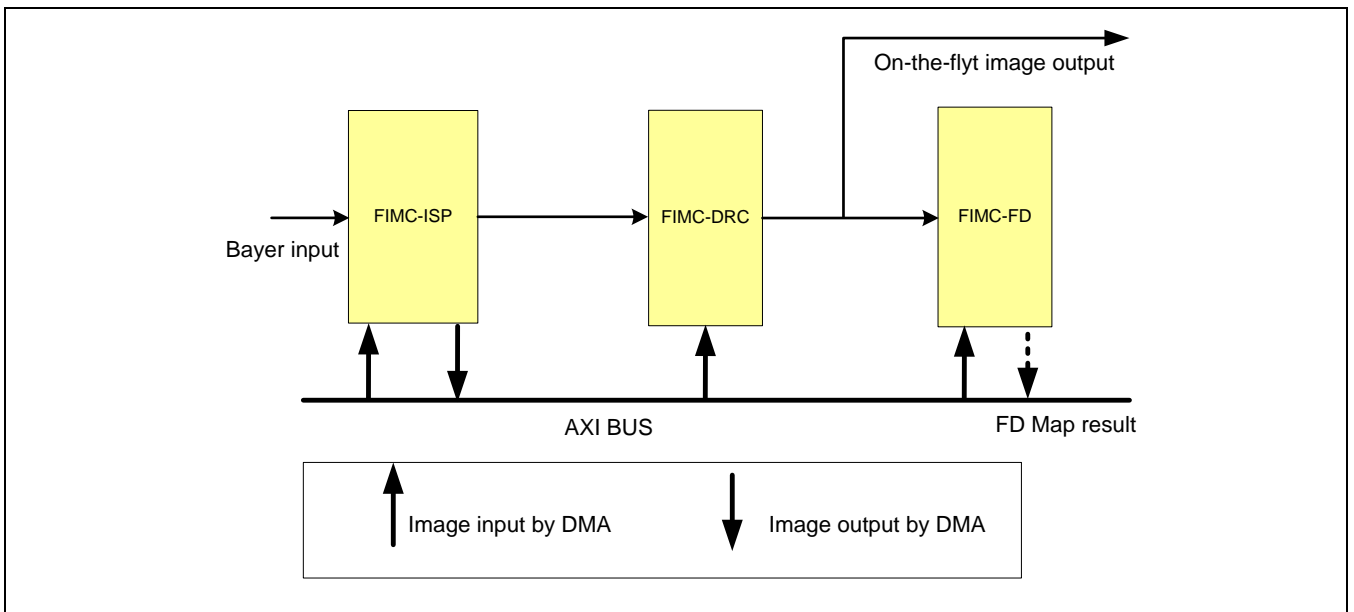 On-the-flyt image output
FIMC-ISP
FIMC-DRC
FIMC-FD
Bayer input
AXI BUS
FD Map result
Image input by DMA
Image output by DMA